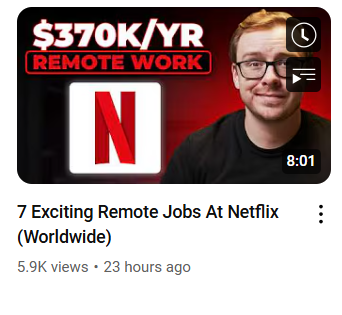 $370K/YR
REMOTE WORK
N
8:01
7 Exciting Remote Jobs At Netflix
(Worldwide)
5.9K views • 23 hours ago